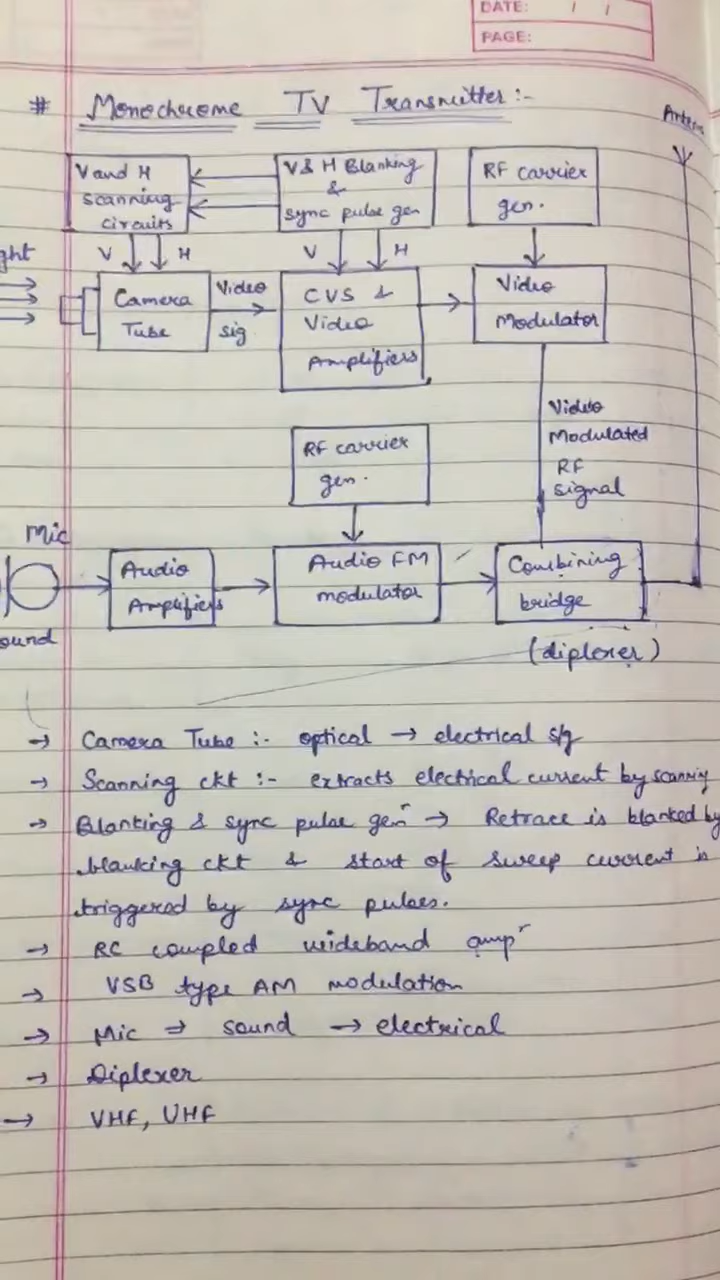 DATE: / /
PAGE:
# Monochrome TV Transmitter :-
Antenn
V and H
scanning
circuits
V & H Blanking
&
sync pulse gen
RF carrier
gen.
V H
V H
ght
Camera
Tube
Video
sig
CVS &
Video
Amplifiers
Video
Modulator
Video
Modulated
RF
signal
RF carrier
gen.
Mic
ound
Audio
Amplifiers
Audio FM
modulator
Combining
bridge
(diplexer)
→ Camera Tube :- optical → electrical s/g
→ Scanning ckt :- extracts electrical current by scanning
→ Blanking & sync pulse genr → Retrace is blanked by
blanking ckt & start of sweep current is
triggered by sync pulses.
→ RC coupled wideband ampr
→ VSB type AM modulation
→ Mic → sound → electrical
→ Diplexer
→ VHF, UHF